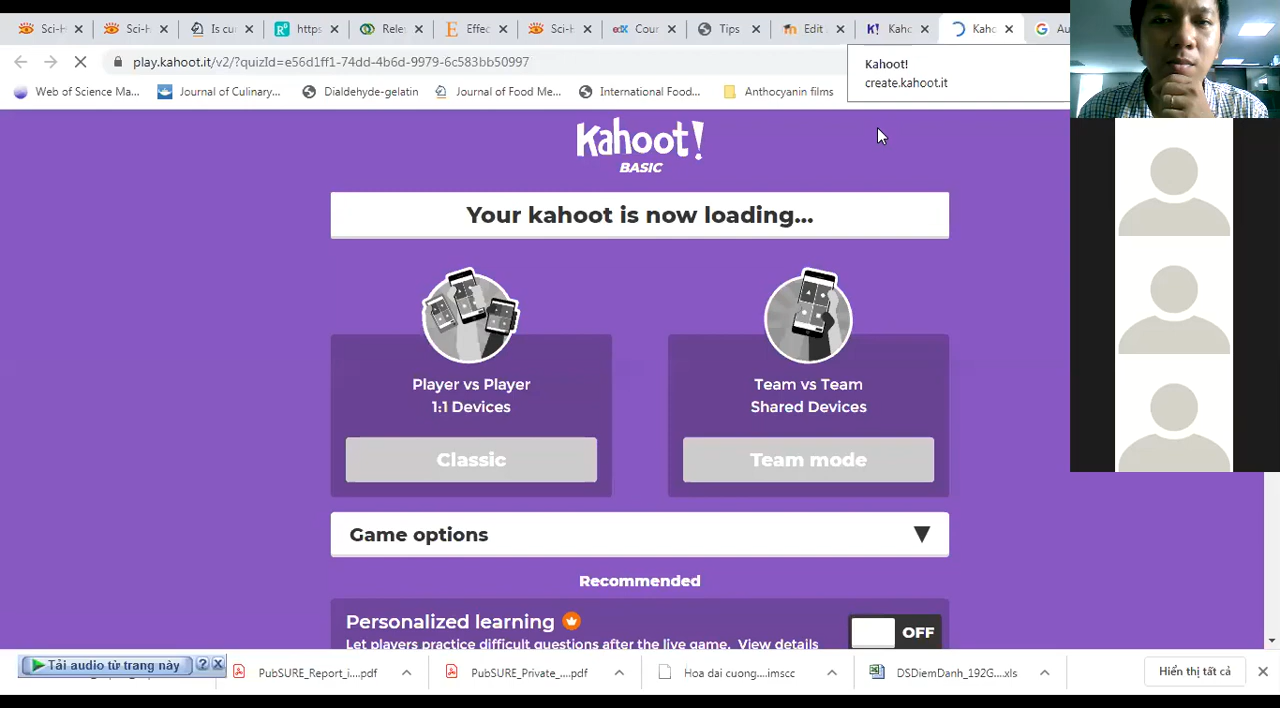 Sci-H
Sci-H
Is cu
https
Rele
Effec
Sci-H
Cour
Tips
Edit
Kaho
Kaho
Au
play.kahoot.it/v2/?quizId=e56d1ff1-74dd-4b6d-9979-6c583bb30997
Kahoot!
create.kahoot.it
Web of Science Ma...
Journal of Culinary...
Dialdehyde-gelatin
Journal of Food Me...
International Food...
Anthocyanin films
Kahoot!
BASIC
Your kahoot is now loading...
Player vs Player
1:1 Devices
Classic
Team vs Team
Shared Devices
Team mode
Game options
Recommended
Personalized learning
Let players practice difficult questions after the live game. View details
OFF
Tải audio từ trang này
PubSURE_Report_i....pdf
PubSURE_Private_....pdf
Hoa dai cuong....imscc
DSDiemDanh_192G....xls
Hiển thị tất cả